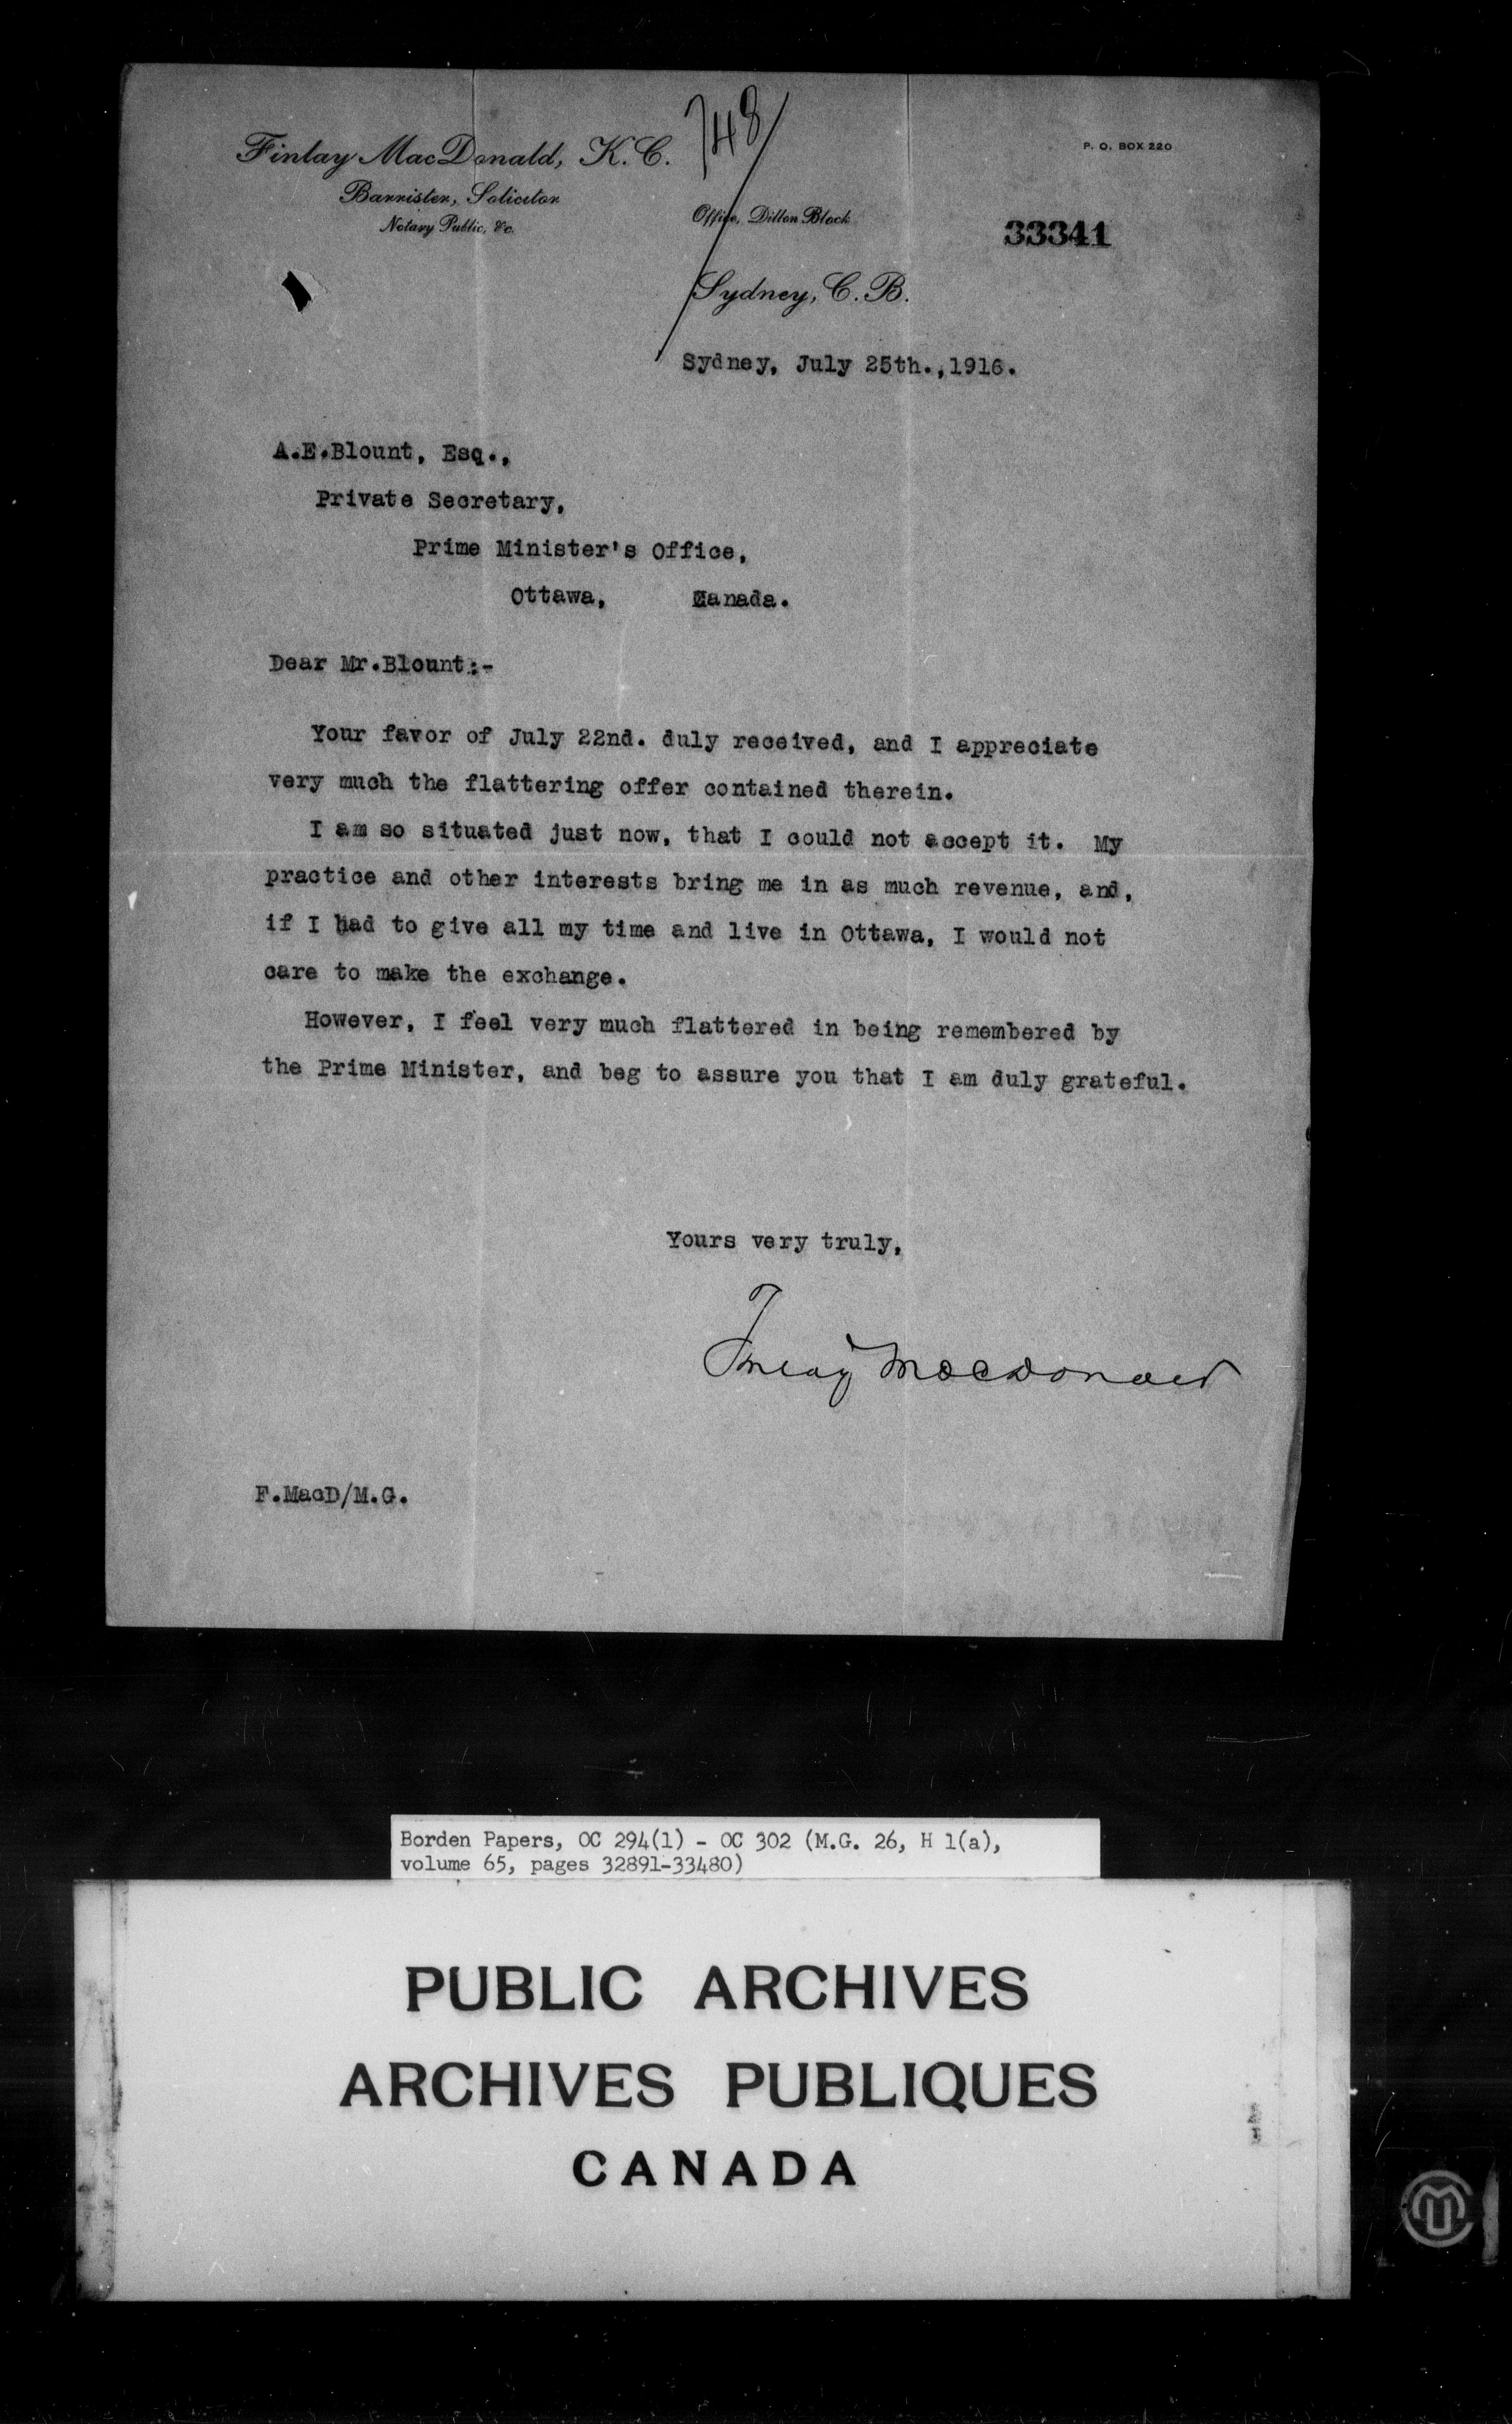 748
Finlay MacDonald, K.C.
P. O. BOX 220
Barrister, Solicitor
Notary Public, &c.
Office, Dillon Block
33341
Sydney, C.B.
Sydney, July 25th.,1916.
A.E.Blount, Esq.,
Private Secretary,
Prime Minister's Office,
Ottawa, Canada.
Dear Mr.Blount:-
Your favor of July 22nd. duly received, and I appreciate
very much the flattering offer contained therein.
I am so situated just now, that I could not accept it. My
practice and other interests bring me in as much revenue, and,
if I had to give all my time and live in Ottawa, I would not
care to make the exchange.
However, I feel very much flattered in being remembered by
the Prime Minister, and beg to assure you that I am duly grateful.
Yours very truly,
Finlay MacDonald
F.MacD/M.G.
Borden Papers, OC 294(1) - OC 302 (M.G. 26, H 1(a),
volume 65, pages 32891-33480)
PUBLIC ARCHIVES
ARCHIVES PUBLIQUES
CANADA